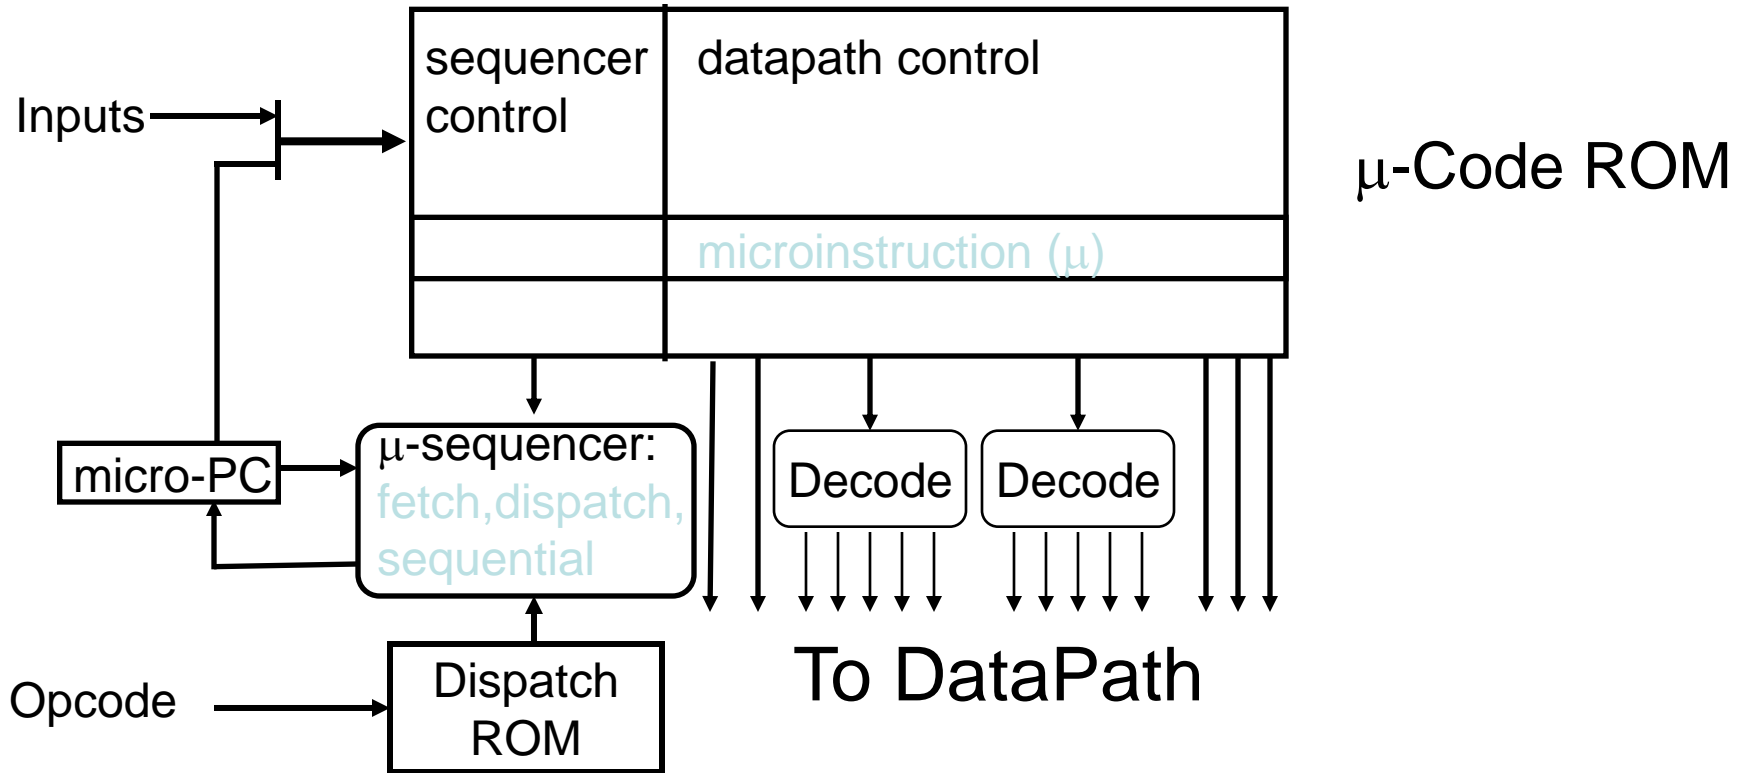 sequencer
control
datapath control
Inputs
μ-Code ROM
microinstruction (μ)
micro-PC
μ-sequencer:
fetch,dispatch,
sequential
Decode
Decode
To DataPath
Opcode
Dispatch
ROM